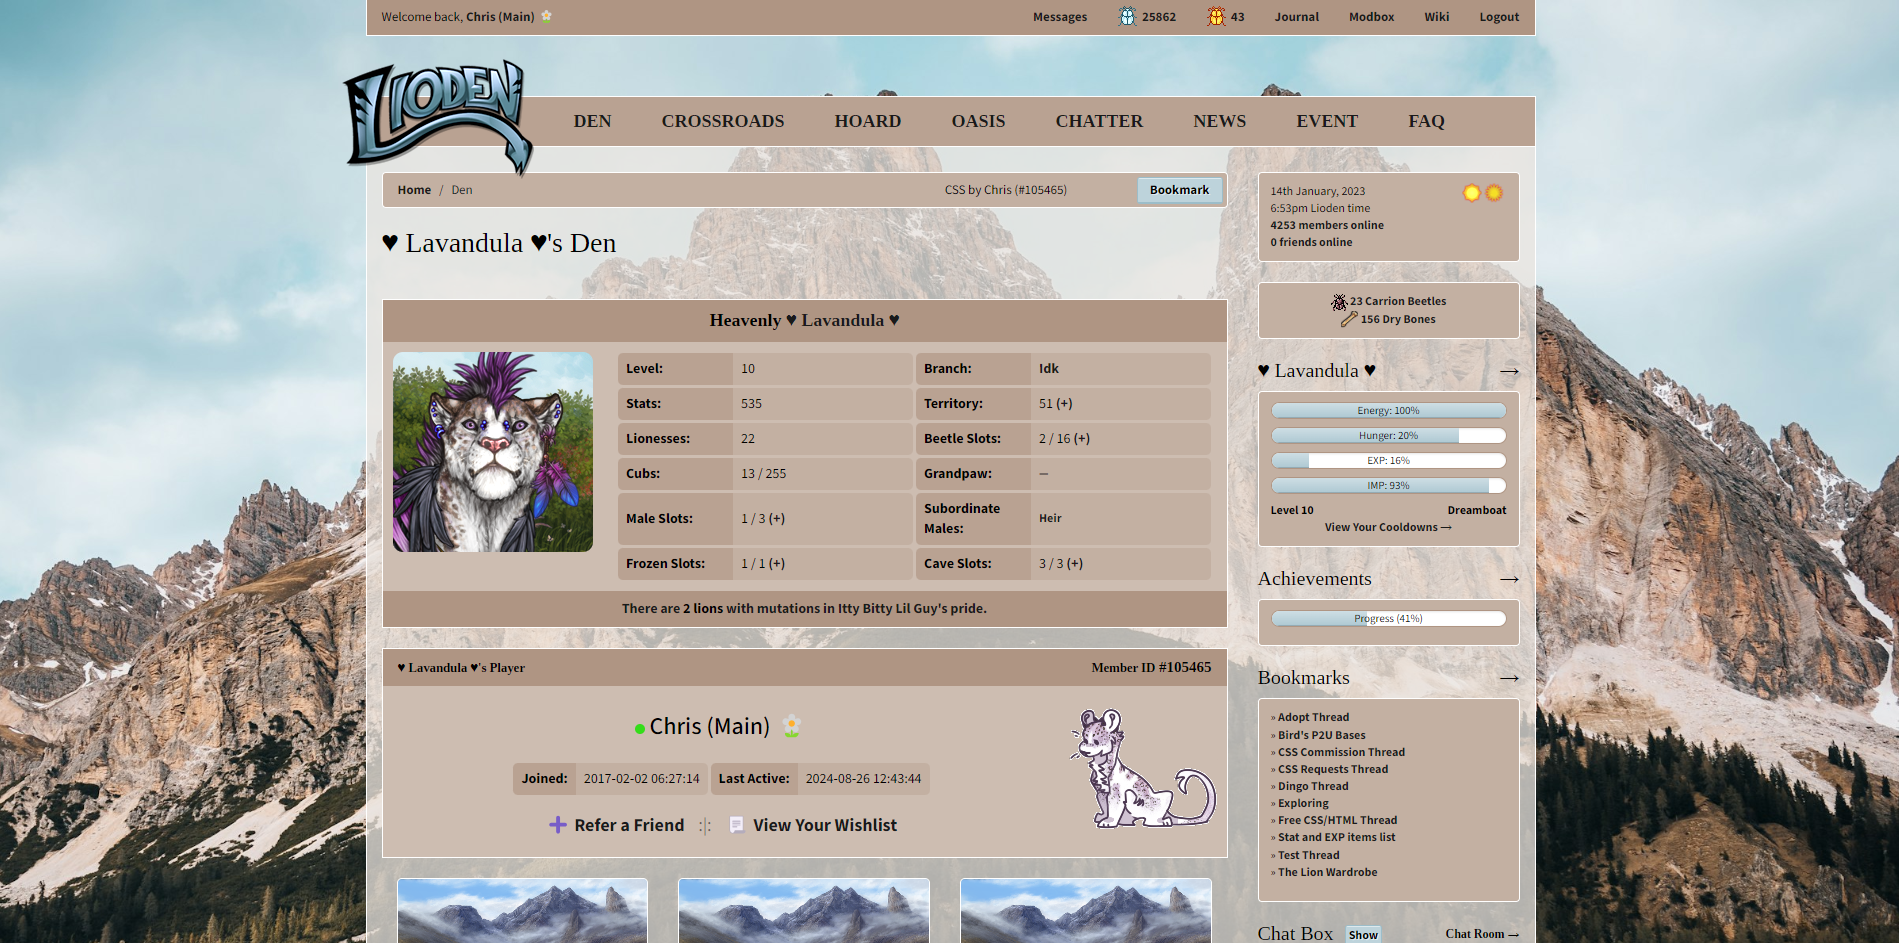 Welcome back, Chris (Main)
Messages 25862 43 Journal Modbox Wiki Logout
LIODEN
DEN CROSSROADS HOARD OASIS CHATTER NEWS EVENT FAQ
Home / Den CSS by Chris (#105465) Bookmark
♥ Lavandula ♥'s Den
Heavenly ♥ Lavandula ♥
Level: 10 Branch: Idk
Stats: 535 Territory: 51 (+)
Lionesses: 22 Beetle Slots: 2 / 16 (+)
Cubs: 13 / 255 Grandpaw: —
Male Slots: 1 / 3 (+) Subordinate Males: Heir
Frozen Slots: 1 / 1 (+) Cave Slots: 3 / 3 (+)
There are 2 lions with mutations in Itty Bitty Lil Guy's pride.
♥ Lavandula ♥'s Player Member ID #105465
Chris (Main)
Joined: 2017-02-02 06:27:14 Last Active: 2024-08-26 12:43:44
Refer a Friend :|: View Your Wishlist
14th January, 2023
6:53pm Lioden time
4253 members online
0 friends online
23 Carrion Beetles
156 Dry Bones
♥ Lavandula ♥ →
Energy: 100%
Hunger: 20%
EXP: 16%
IMP: 93%
Level 10 Dreamboat
View Your Cooldowns →
Achievements →
Progress (41%)
Bookmarks →
» Adopt Thread
» Bird's P2U Bases
» CSS Commission Thread
» CSS Requests Thread
» Dingo Thread
» Exploring
» Free CSS/HTML Thread
» Stat and EXP items list
» Test Thread
» The Lion Wardrobe
Chat Box Show Chat Room →